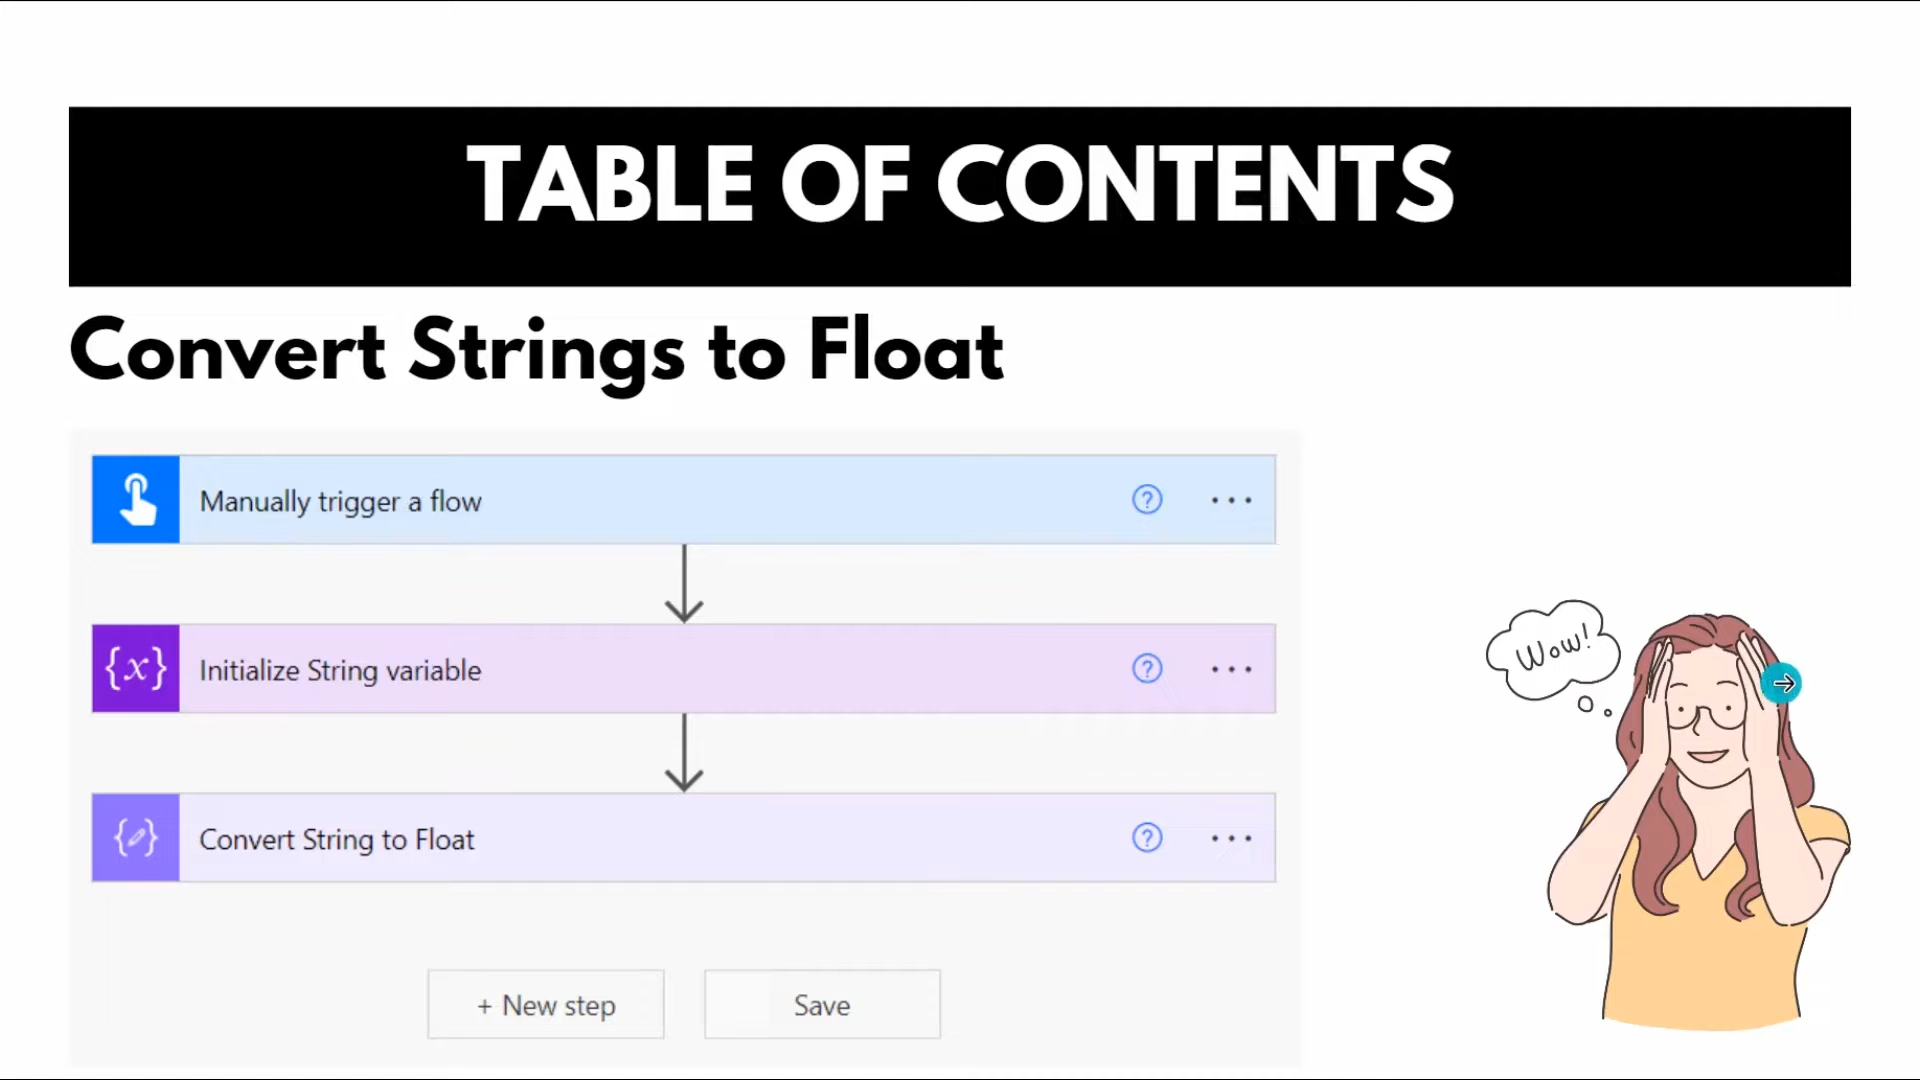 TABLE OF CONTENTS
Convert Strings to Float
Manually trigger a flow
{x} Initialize String variable
Convert String to Float
+ New step
Save
Wow!